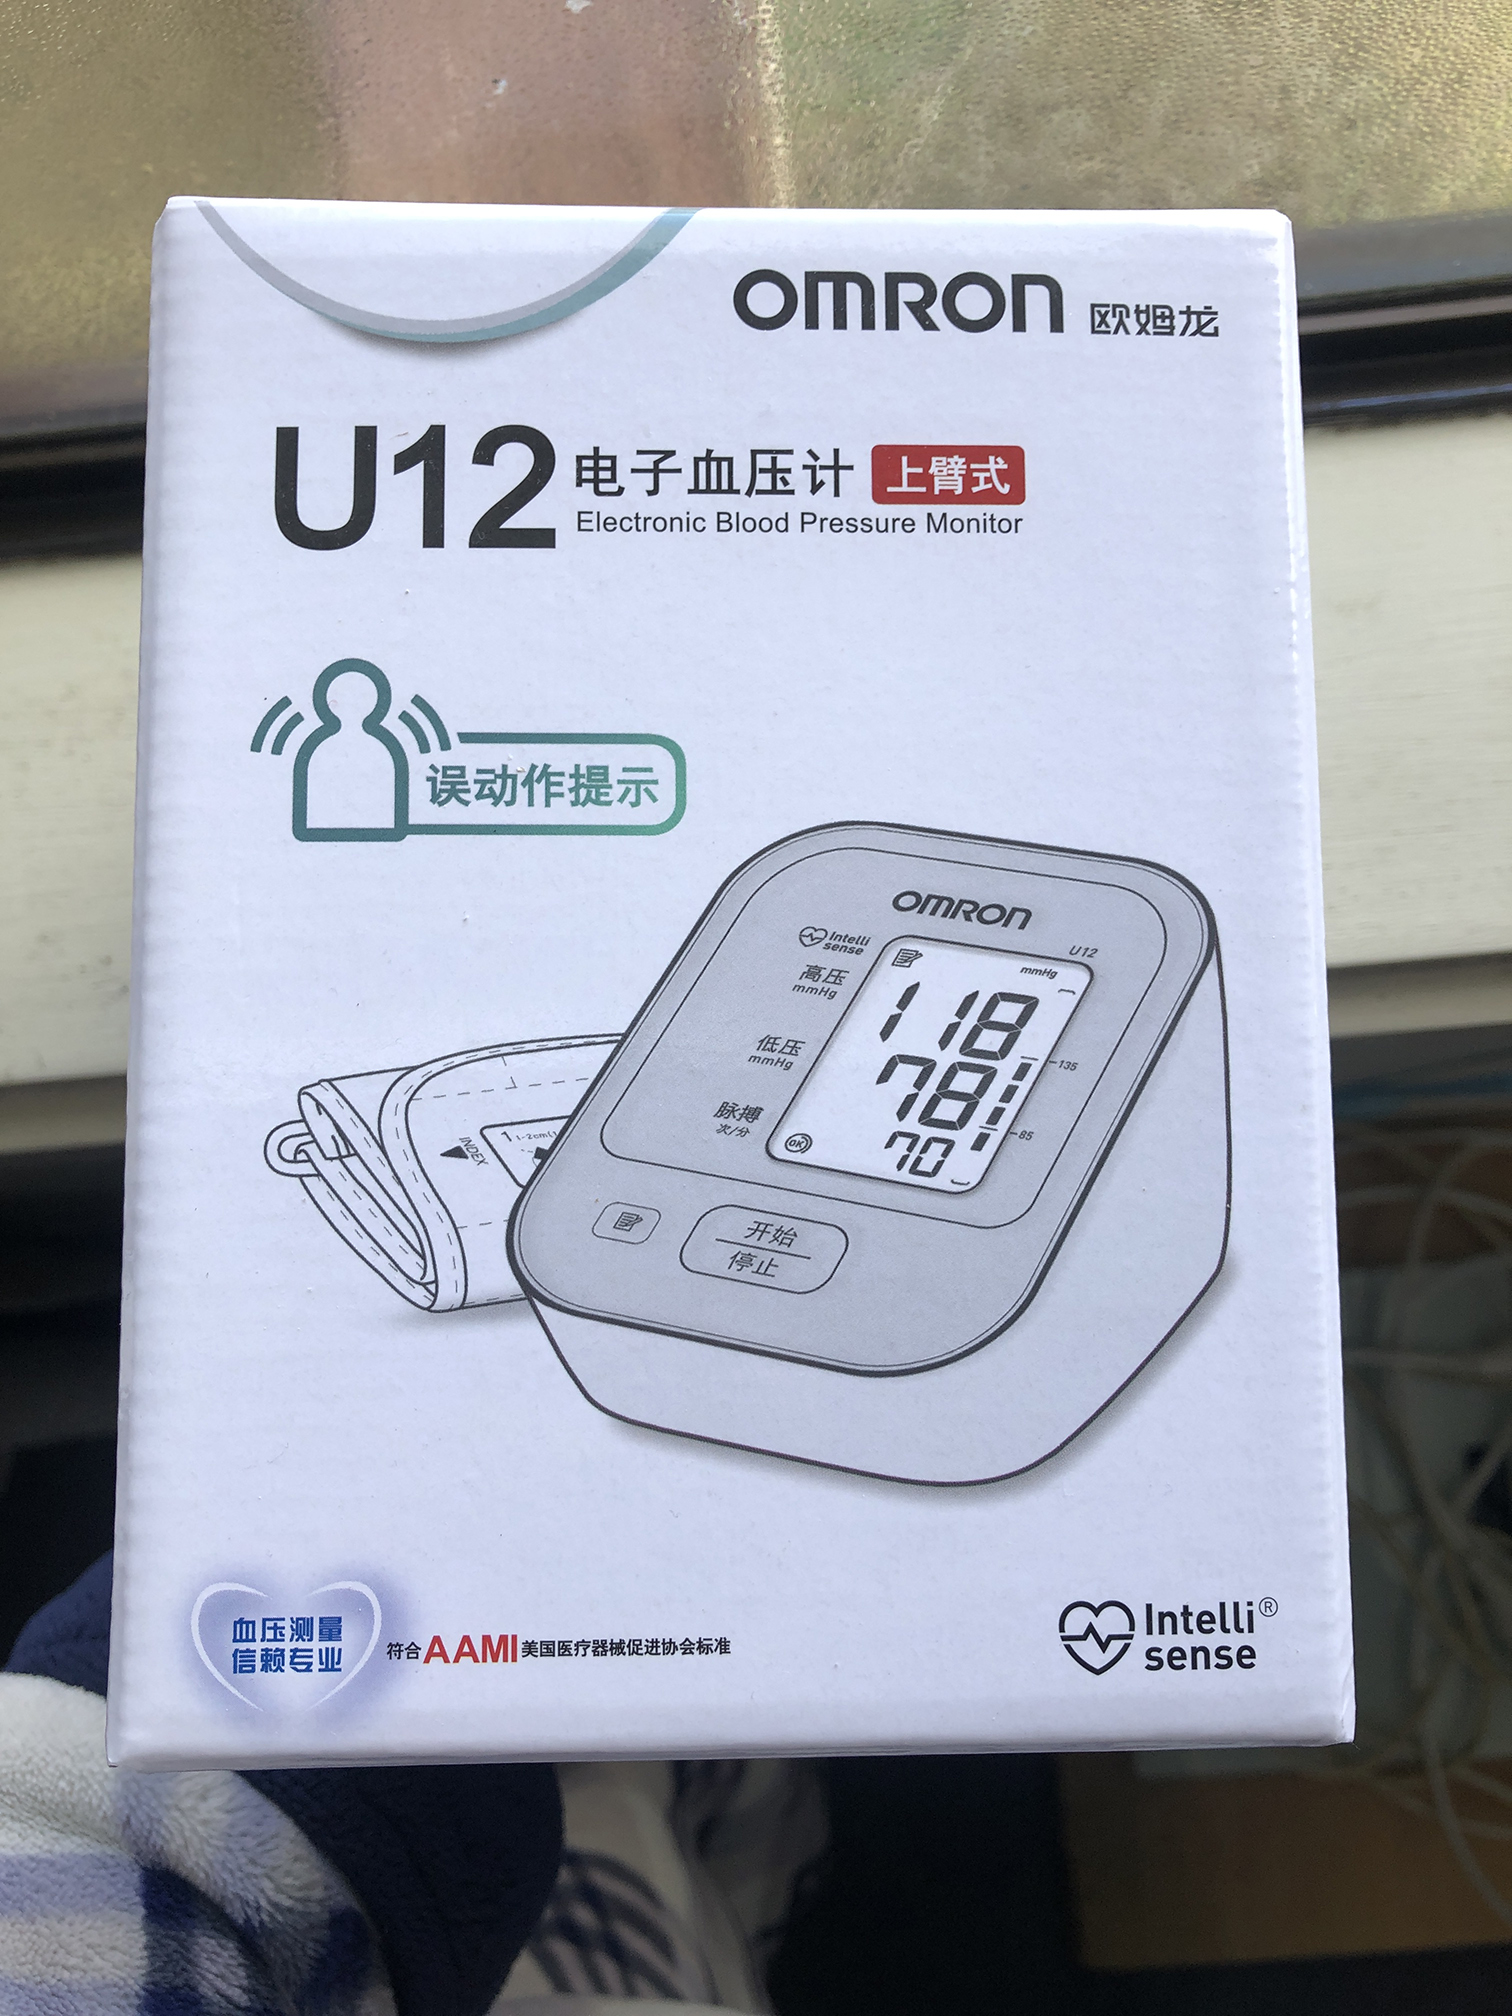 OMRON 欧姆龙
U12 电子血压计 上臂式
Electronic Blood Pressure Monitor
误动作提示
OMRON
Intelli
sense
U12
mmHg
高压
mmHg
118
低压
mmHg
78
135
85
脉搏
次/分
OK
70
INDEX
开始
停止
血压测量
信赖专业
符合AAMI美国医疗器械促进协会标准
Intelli®
sense